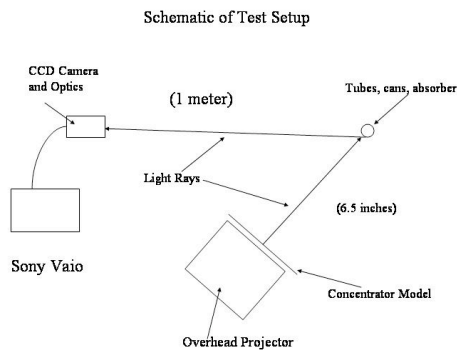 Schematic of Test Setup
CCD Camera
and Optics
(1 meter)
Tubes, cans, absorber
Light Rays
(6.5 inches)
Sony Vaio
Concentrator Model
Overhead Projector